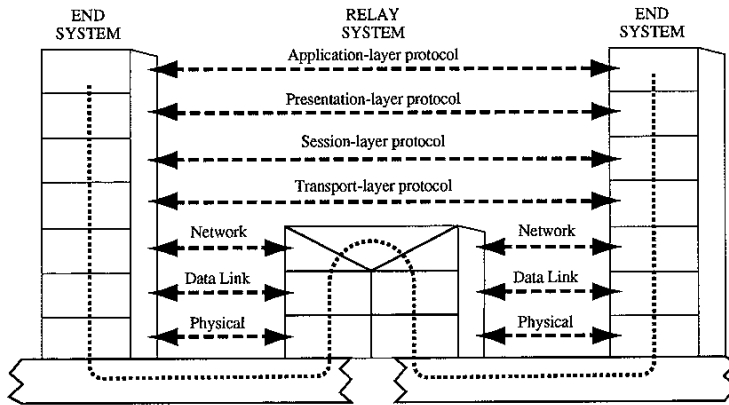 END
SYSTEM
RELAY
SYSTEM
END
SYSTEM
Application-layer protocol
Presentation-layer protocol
Session-layer protocol
Transport-layer protocol
Network
Network
Data Link
Data Link
Physical
Physical